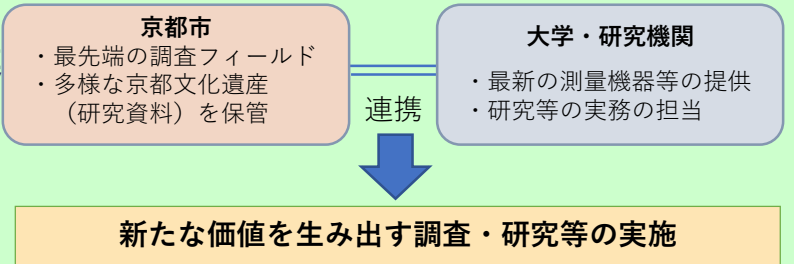 京都市
・最先端の調査フィールド
・多様な京都文化遺産
（研究資料）を保管
大学・研究機関
・最新の測量機器等の提供
・研究等の実務の担当
連携
新たな価値を生み出す調査・研究等の実施